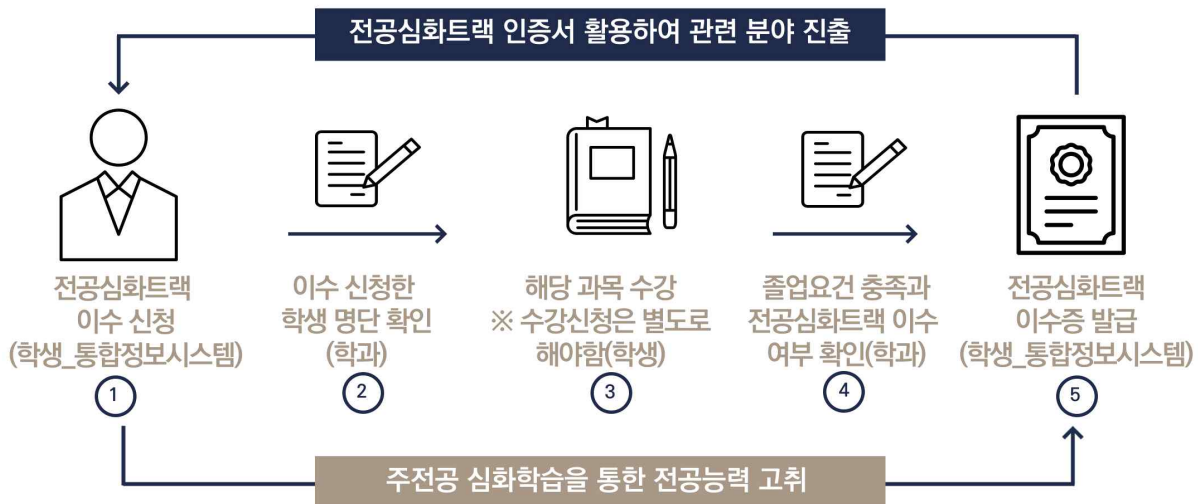 전공심화트랙 인증서 활용하여 관련 분야 진출
전공심화트랙
이수 신청
(학생_통합정보시스템)
1
이수 신청한
학생 명단 확인
(학과)
2
해당 과목 수강
※ 수강신청은 별도로
해야함(학생)
3
졸업요건 충족과
전공심화트랙 이수
여부 확인(학과)
4
전공심화트랙
이수증 발급
(학생_통합정보시스템)
5
주전공 심화학습을 통한 전공능력 고취